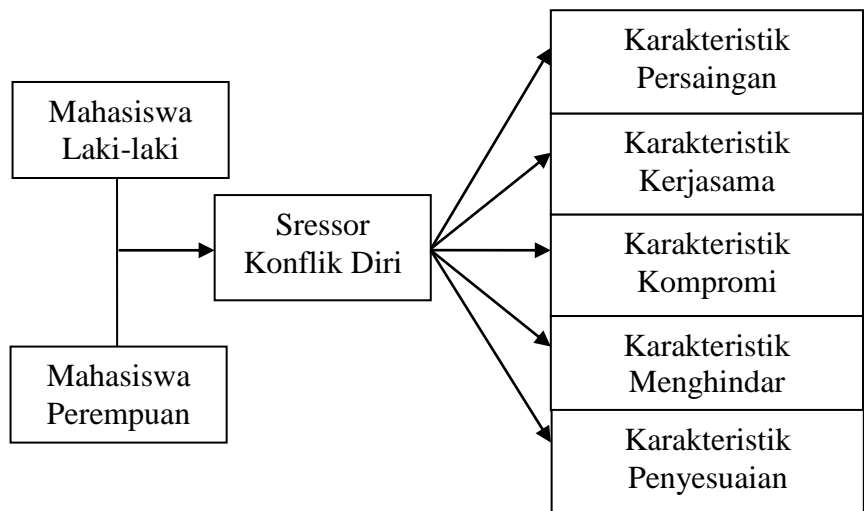 Mahasiswa
Laki-laki
Mahasiswa
Perempuan
Sressor
Konflik Diri
Karakteristik
Persaingan
Karakteristik
Kerjasama
Karakteristik
Kompromi
Karakteristik
Menghindar
Karakteristik
Penyesuaian